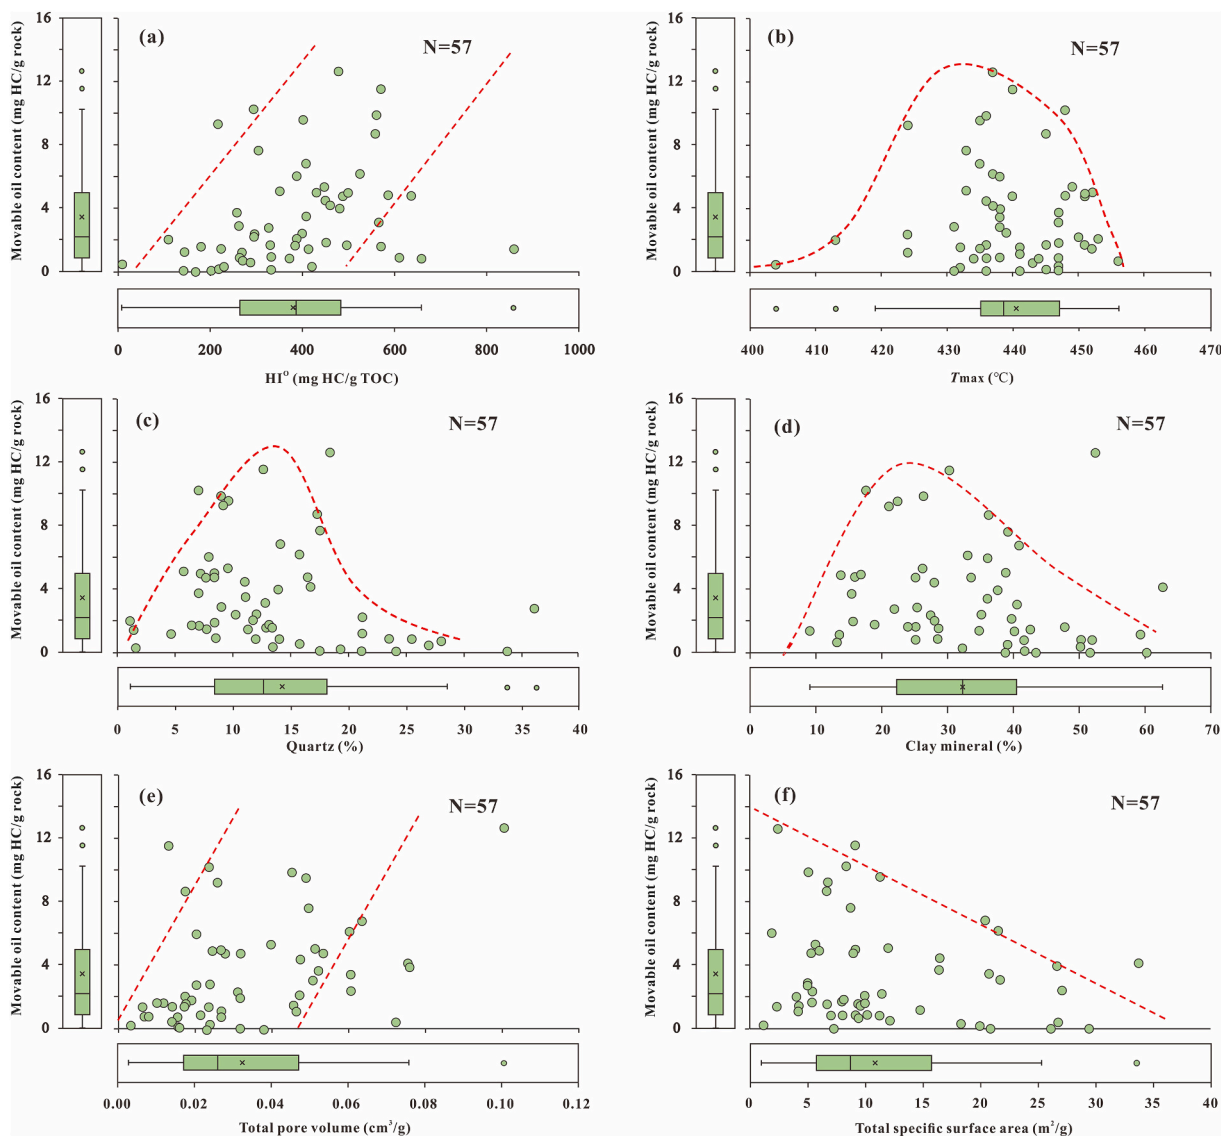 (a)
N=57
Movable oil content (mg HC/g rock)
16
12
8
4
0
0 200 400 600 800 1000
HI° (mg HC/g TOC)
(b)
N=57
Movable oil content (mg HC/g rock)
16
12
8
4
0
400 410 420 430 440 450 460 470
Tmax (℃)
(c)
N=57
Movable oil content (mg HC/g rock)
16
12
8
4
0
0 5 10 15 20 25 30 35 40
Quartz (%)
(d)
N=57
Movable oil content (mg HC/g rock)
16
12
8
4
0
0 10 20 30 40 50 60 70
Clay mineral (%)
(e)
N=57
Movable oil content (mg HC/g rock)
16
12
8
4
0
0.00 0.02 0.04 0.06 0.08 0.10 0.12
Total pore volume (cm³/g)
(f)
N=57
Movable oil content (mg HC/g rock)
16
12
8
4
0
0 5 10 15 20 25 30 35 40
Total specific surface area (m²/g)